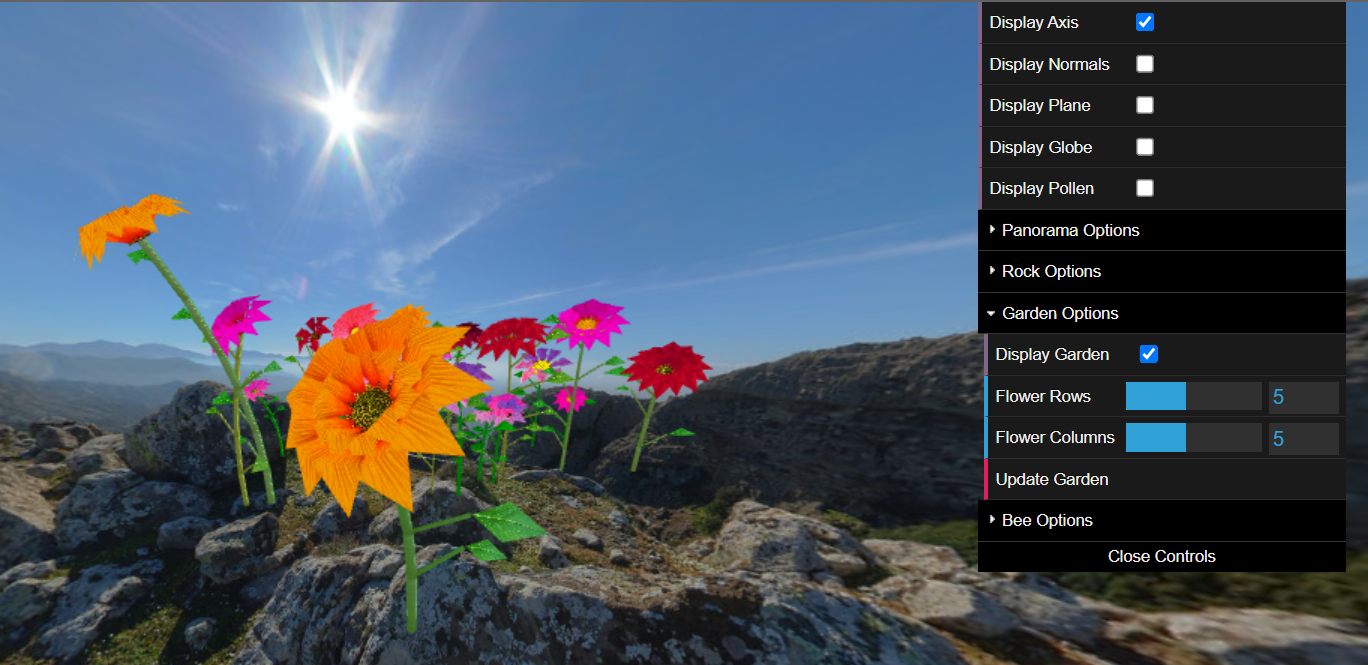 Display Axis
Display Normals
Display Plane
Display Globe
Display Pollen
Panorama Options
Rock Options
Garden Options
Display Garden
Flower Rows 5
Flower Columns 5
Update Garden
Bee Options
Close Controls